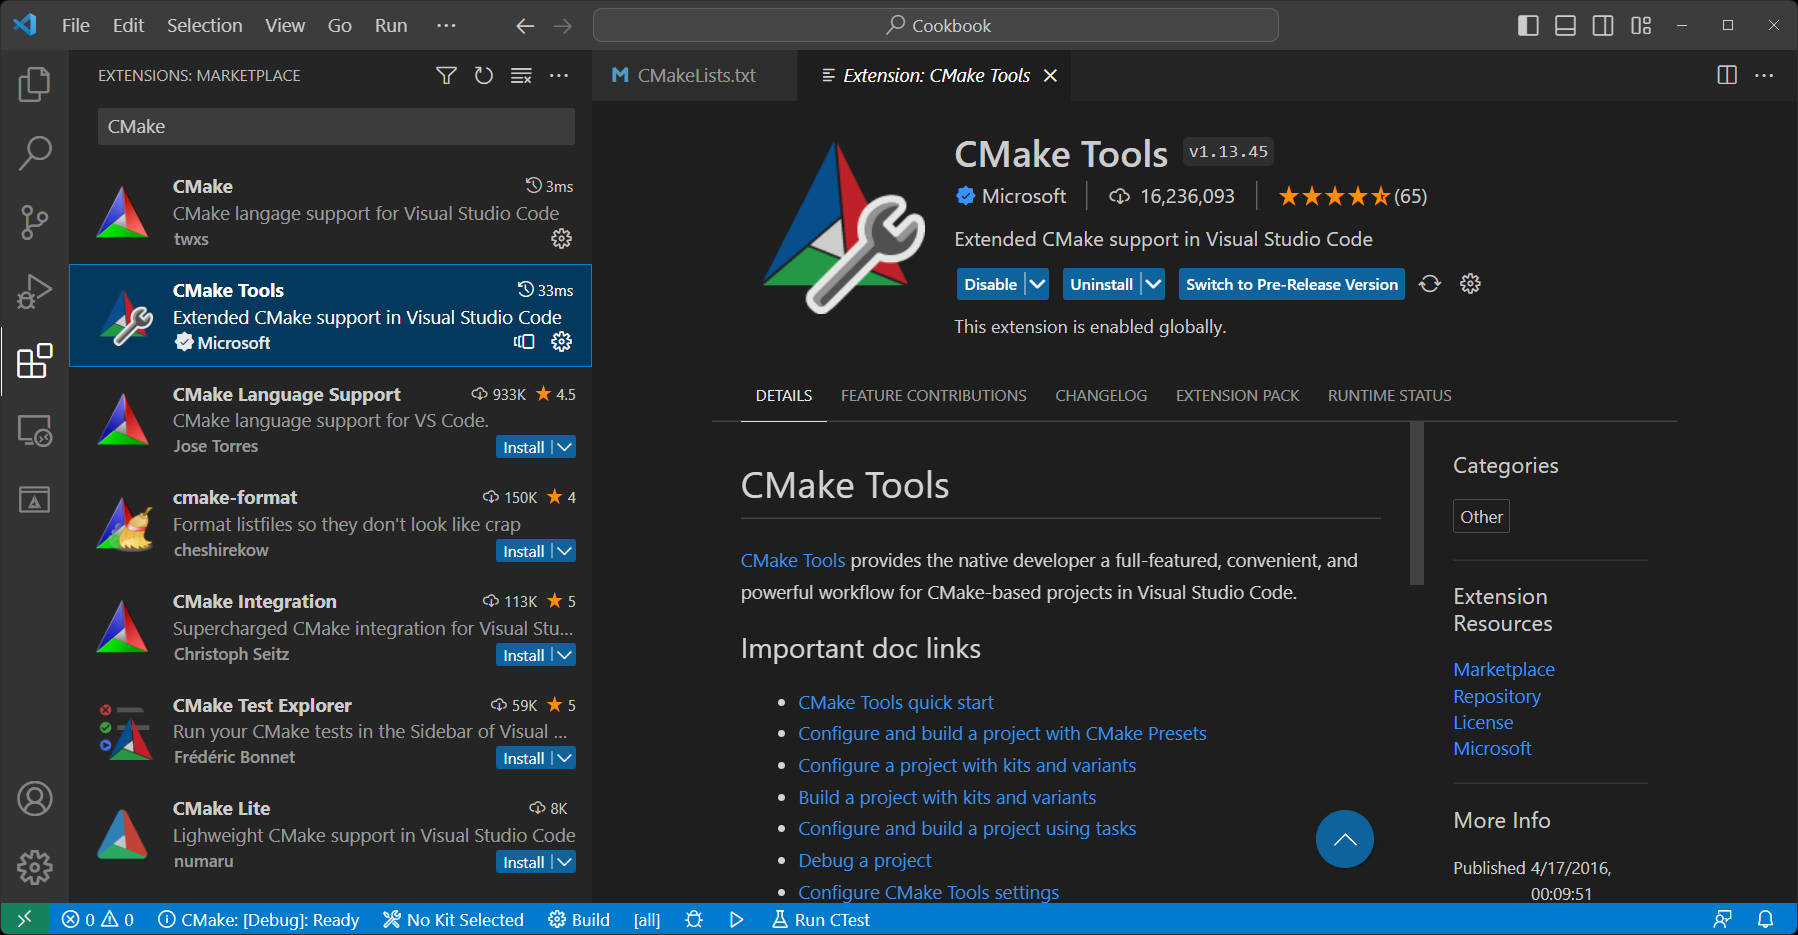 File Edit Selection View Go Run ···
Cookbook
EXTENSIONS: MARKETPLACE
CMake
CMake 3ms
CMake langage support for Visual Studio Code
twxs
CMake Tools 33ms
Extended CMake support in Visual Studio Code
Microsoft
CMake Language Support 933K 4.5
CMake language support for VS Code.
Jose Torres Install
cmake-format 150K 4
Format listfiles so they don't look like crap
cheshirekow Install
CMake Integration 113K 5
Supercharged CMake integration for Visual Stu...
Christoph Seitz Install
CMake Test Explorer 59K 5
Run your CMake tests in the Sidebar of Visual ...
Frédéric Bonnet Install
CMake Lite 8K
Lighweight CMake support in Visual Studio Code
numaru Install
M CMakeLists.txt Extension: CMake Tools
CMake Tools v1.13.45
Microsoft 16,236,093 (65)
Extended CMake support in Visual Studio Code
Disable Uninstall Switch to Pre-Release Version
This extension is enabled globally.
DETAILS FEATURE CONTRIBUTIONS CHANGELOG EXTENSION PACK RUNTIME STATUS
CMake Tools
CMake Tools provides the native developer a full-featured, convenient, and
powerful workflow for CMake-based projects in Visual Studio Code.
Important doc links
• CMake Tools quick start
• Configure and build a project with CMake Presets
• Configure a project with kits and variants
• Build a project with kits and variants
• Configure and build a project using tasks
• Debug a project
• Configure CMake Tools settings
Categories
Other
Extension
Resources
Marketplace
Repository
License
Microsoft
More Info
Published 4/17/2016,
00:09:51
0 0 CMake: [Debug]: Ready No Kit Selected Build [all] Run CTest